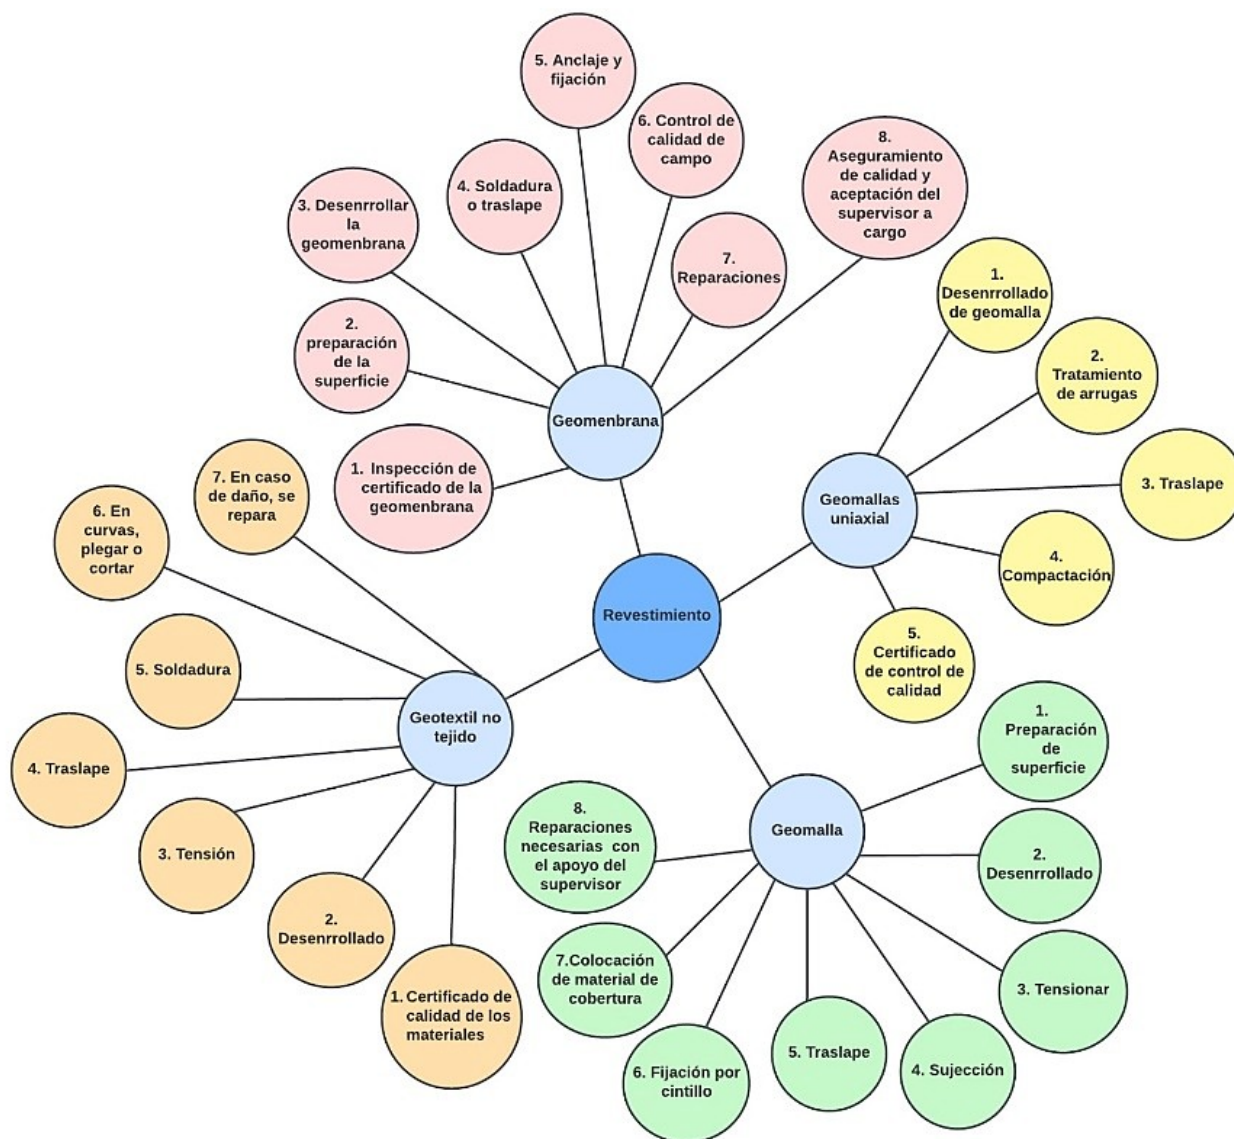 5. Anclaje y
fijación
6. Control de
calidad de
campo
8.
Aseguramiento
de calidad y
aceptación del
supervisor a
cargo
4. Soldadura
o traslape
3. Desenrrollar
la
geomenbrana
7.
Reparaciones
2.
preparación
de la
superficie
Geomenbrana
1. Inspección de
certificado de la
geomenbrana
1.
Desenrrollado
de geomalla
2.
Tratamiento
de arrugas
3. Traslape
Geomallas
uniaxial
4.
Compactación
5.
Certificado
de control de
calidad
Revestimiento
7. En caso
de daño, se
repara
6. En
curvas,
plegar o
cortar
5. Soldadura
Geotextil no
tejido
4. Traslape
3. Tensión
2.
Desenrrollado
1. Certificado de
calidad de los
materiales
1.
Preparación
de
superficie
Geomalla
8.
Reparaciones
necesarias con
el apoyo del
supervisor
2.
Desenrrollado
7.Colocación
de material de
cobertura
3. Tensionar
6. Fijación por
cintillo
5. Traslape
4. Sujección